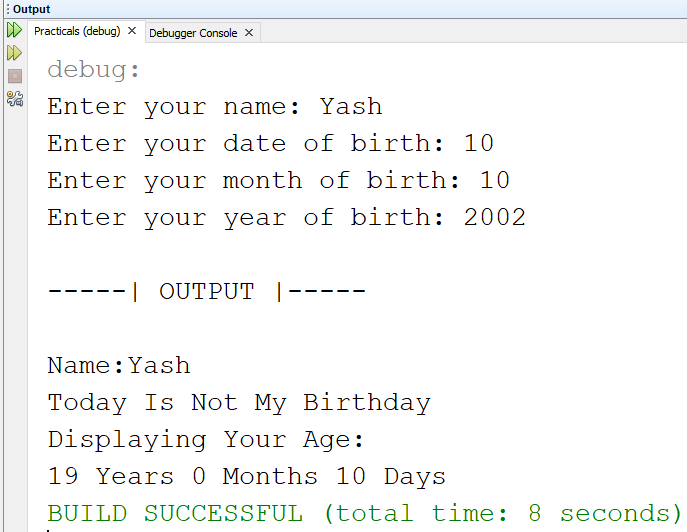 Output
Practicals (debug)
Debugger Console
debug:
Enter your name: Yash
Enter your date of birth: 10
Enter your month of birth: 10
Enter your year of birth: 2002
-----| OUTPUT |-----
Name:Yash
Today Is Not My Birthday
Displaying Your Age:
19 Years 0 Months 10 Days
BUILD SUCCESSFUL (total time: 8 seconds)